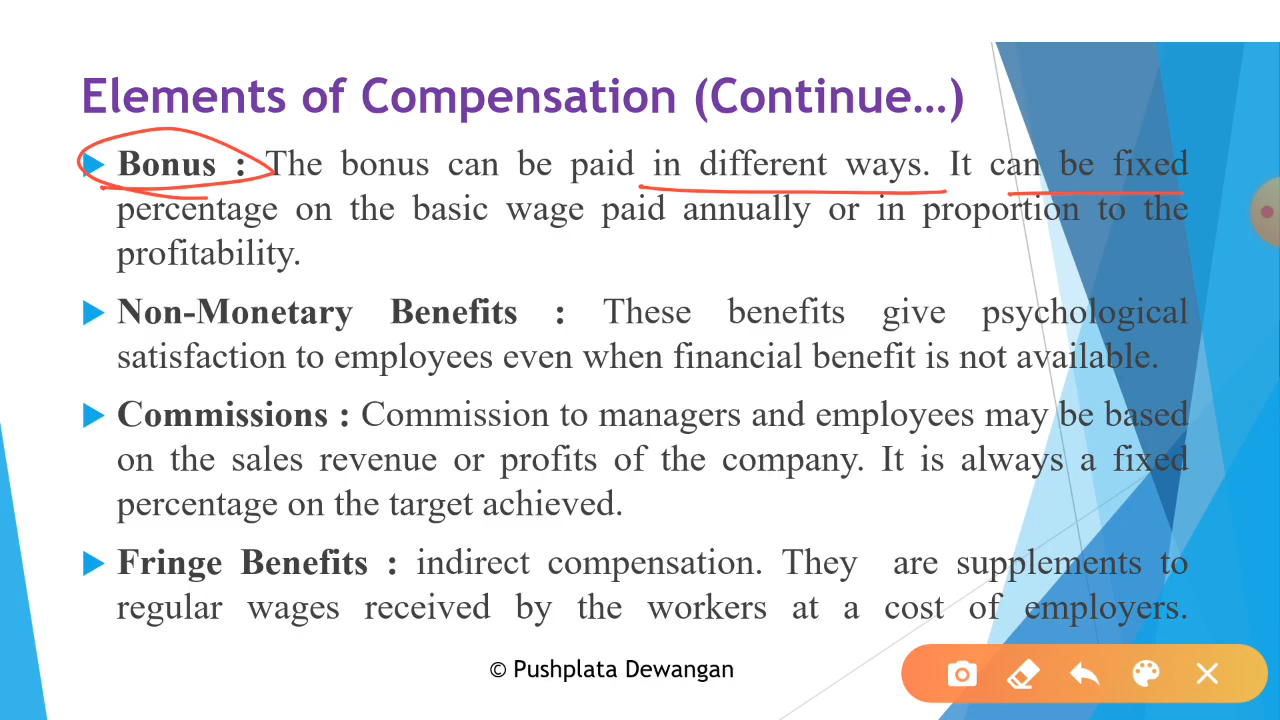 Elements of Compensation (Continue...)
Bonus : The bonus can be paid in different ways. It can be fixed
percentage on the basic wage paid annually or in proportion to the
profitability.
Non-Monetary Benefits : These benefits give psychological
satisfaction to employees even when financial benefit is not available.
Commissions : Commission to managers and employees may be based
on the sales revenue or profits of the company. It is always a fixed
percentage on the target achieved.
Fringe Benefits : indirect compensation. They are supplements to
regular wages received by the workers at a cost of employers.
© Pushplata Dewangan